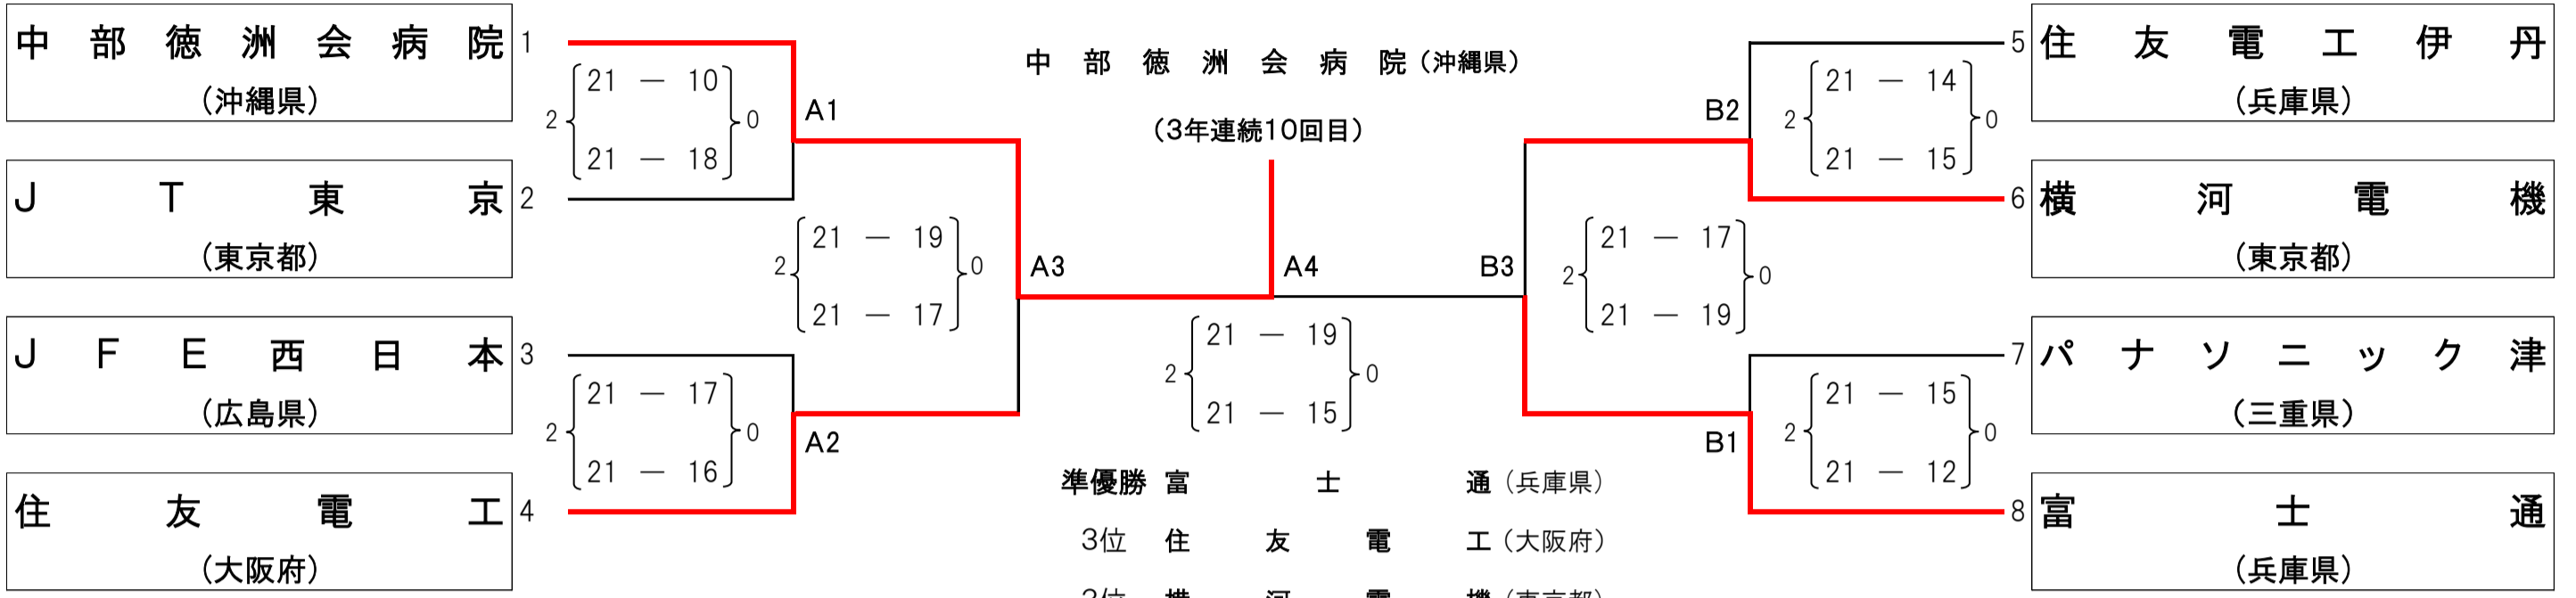 中部徳洲会病院 1
(沖縄県)
2 21 — 10 0
21 — 18
A1
JT東京 2
(東京都)
2 21 — 19 0
21 — 17
A3
JFE西日本 3
(広島県)
2 21 — 17 0
21 — 16
A2
住友電工 4
(大阪府)
中部徳洲会病院(沖縄県)
(3年連続10回目)
A4
2 21 — 19 0
21 — 15
準優勝 富士通(兵庫県)
3位 住友電工(大阪府)
5 住友電工伊丹
(兵庫県)
B2
2 21 — 14 0
21 — 15
6 横河電機
(東京都)
B3
2 21 — 17 0
21 — 19
7 パナソニック津
(三重県)
B1
2 21 — 15 0
21 — 12
8 富士通
(兵庫県)